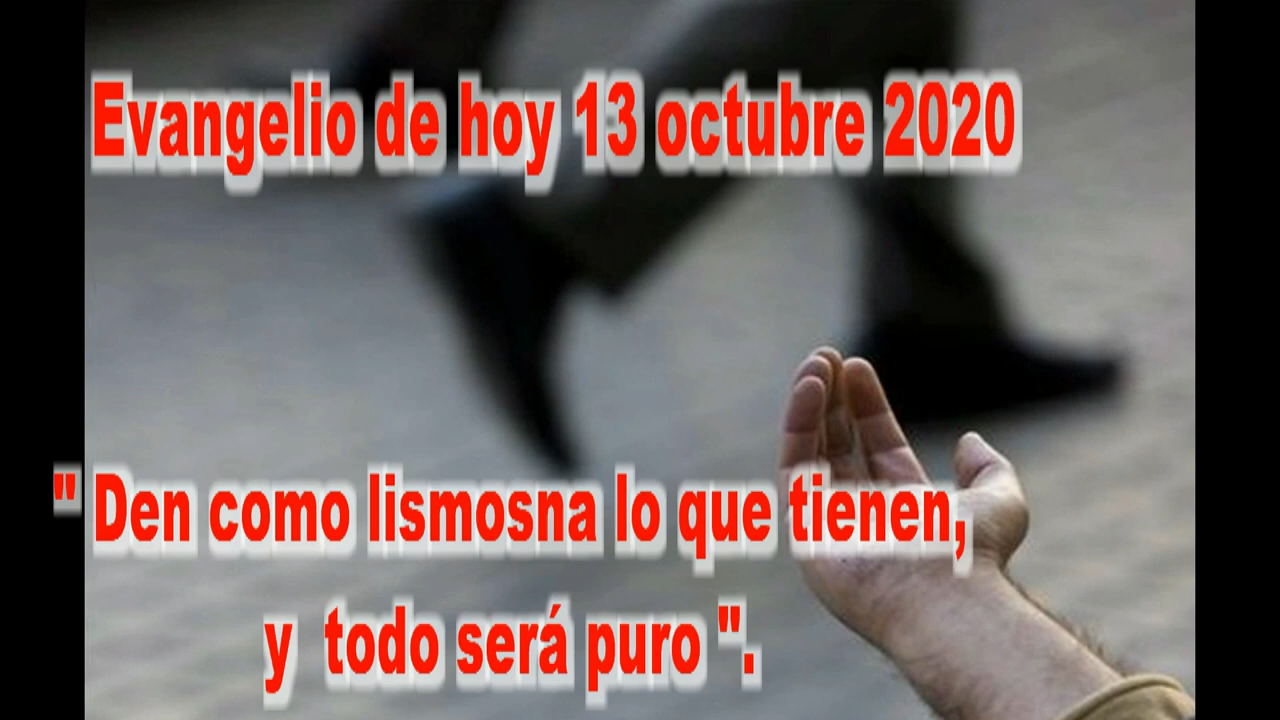 Evangelio de hoy 13 octubre 2020
" Den como lismosna lo que tienen,
y todo será puro ".